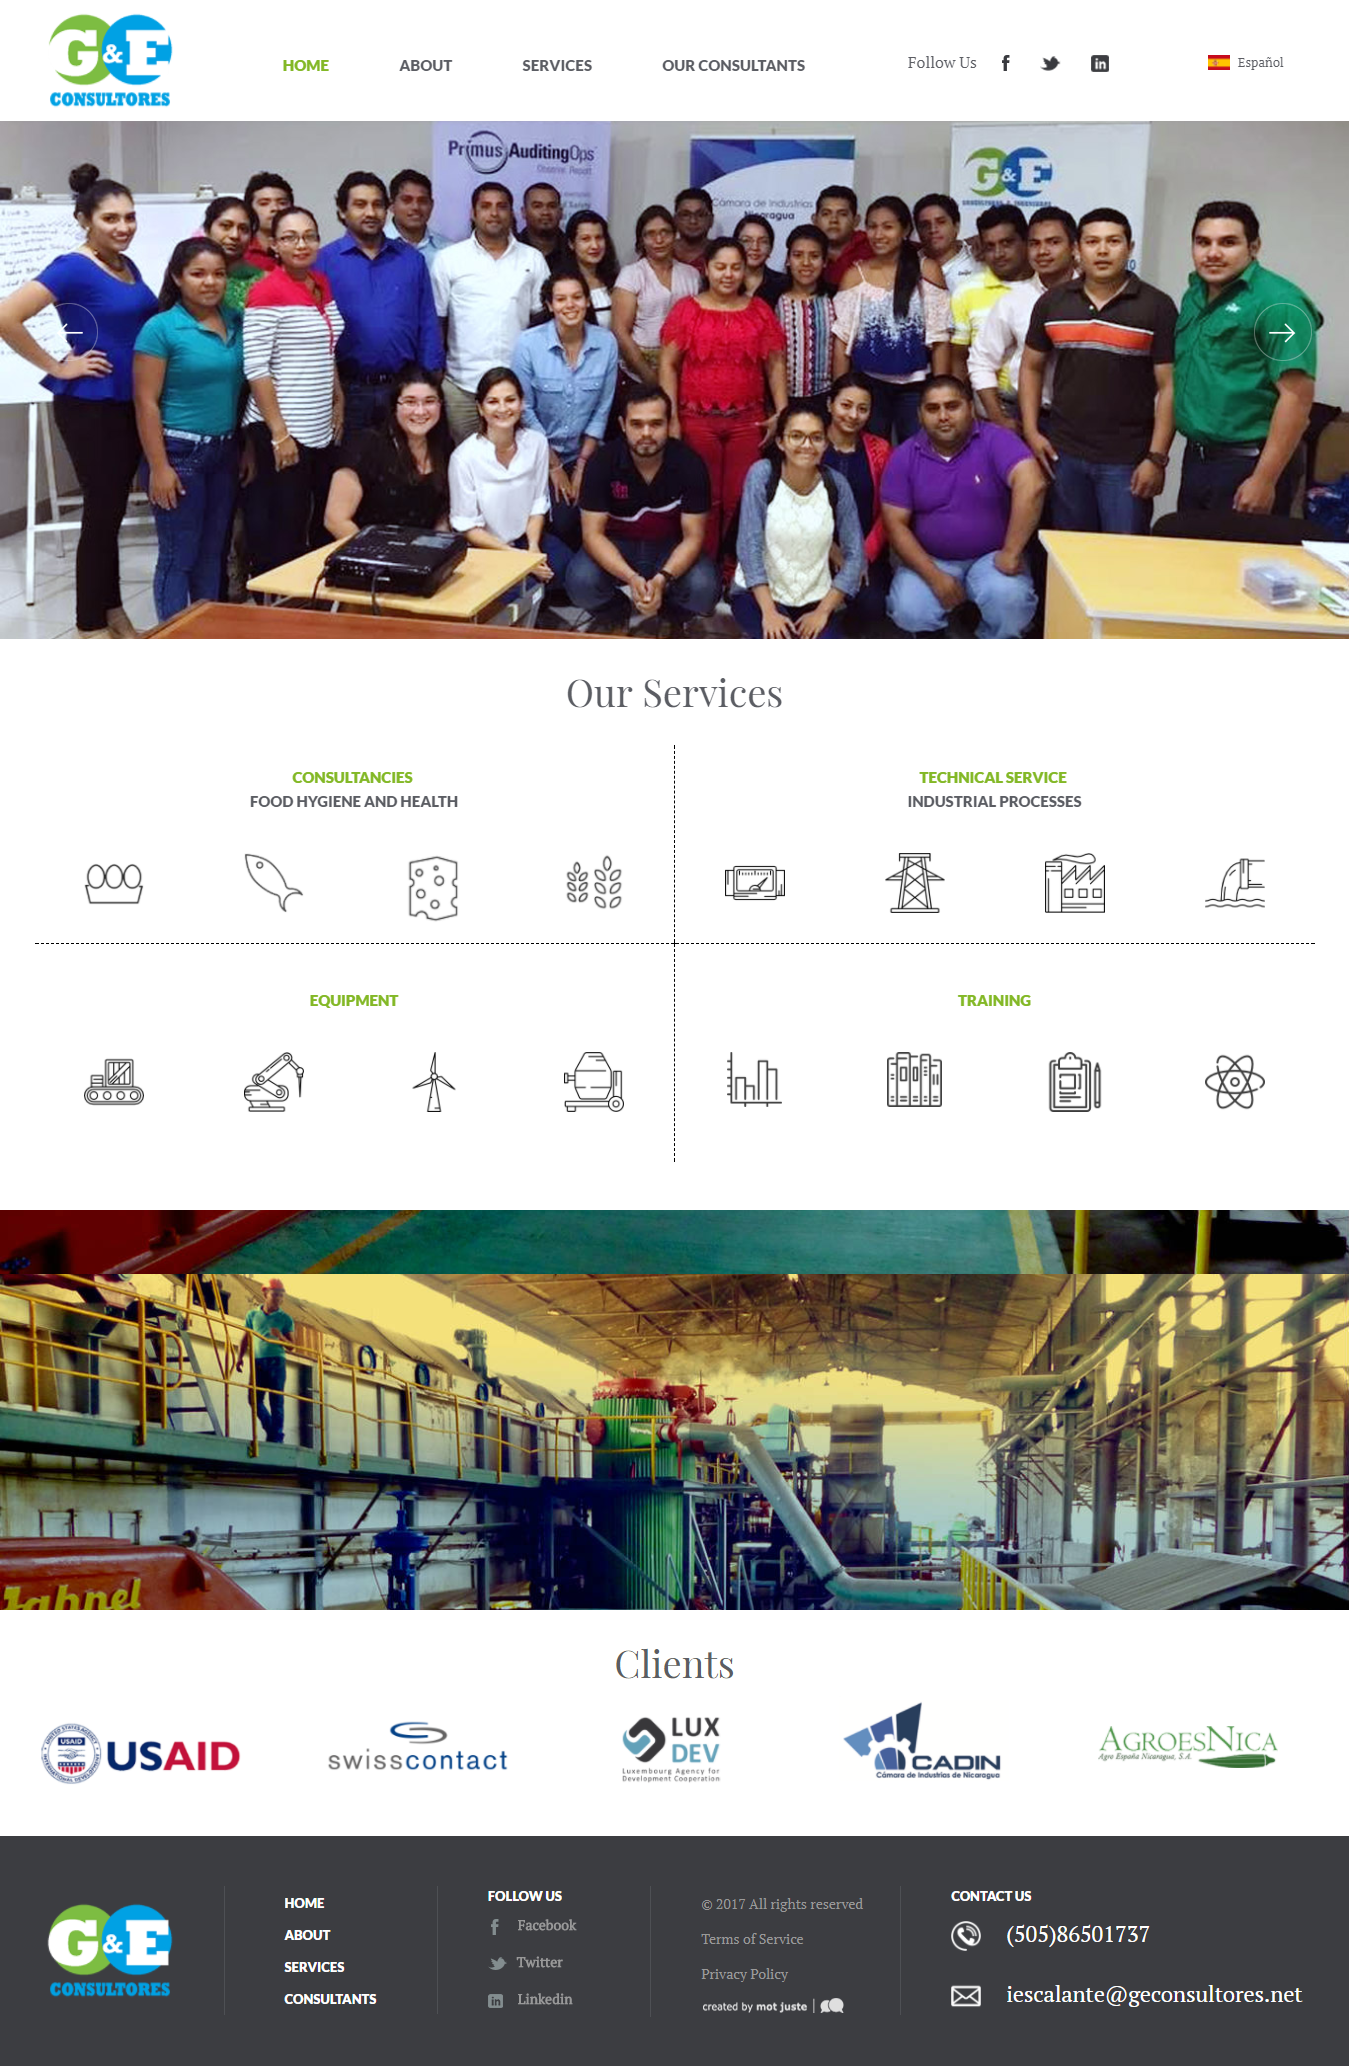 G&E
CONSULTORES
HOME
ABOUT
SERVICES
OUR CONSULTANTS
Follow Us
Español
Primus AuditingOps
Cámara de Industrias
Nicaragua
G&E
Our Services
CONSULTANCIES
FOOD HYGIENE AND HEALTH
TECHNICAL SERVICE
INDUSTRIAL PROCESSES
EQUIPMENT
TRAINING
Jahnel
Clients
USAID
USAID
swisscontact
LUX
DEV
Luxembourg Agency for
Development Cooperation
CADIN
Cámara de Industrias de Nicaragua
AGROESNICA
Agro España Nicaragua, S.A.
G&E
CONSULTORES
HOME
ABOUT
SERVICES
CONSULTANTS
FOLLOW US
Facebook
Twitter
Linkedin
© 2017 All rights reserved
Terms of Service
Privacy Policy
created by mot juste
CONTACT US
(505)86501737
iescalante@geconsultores.net